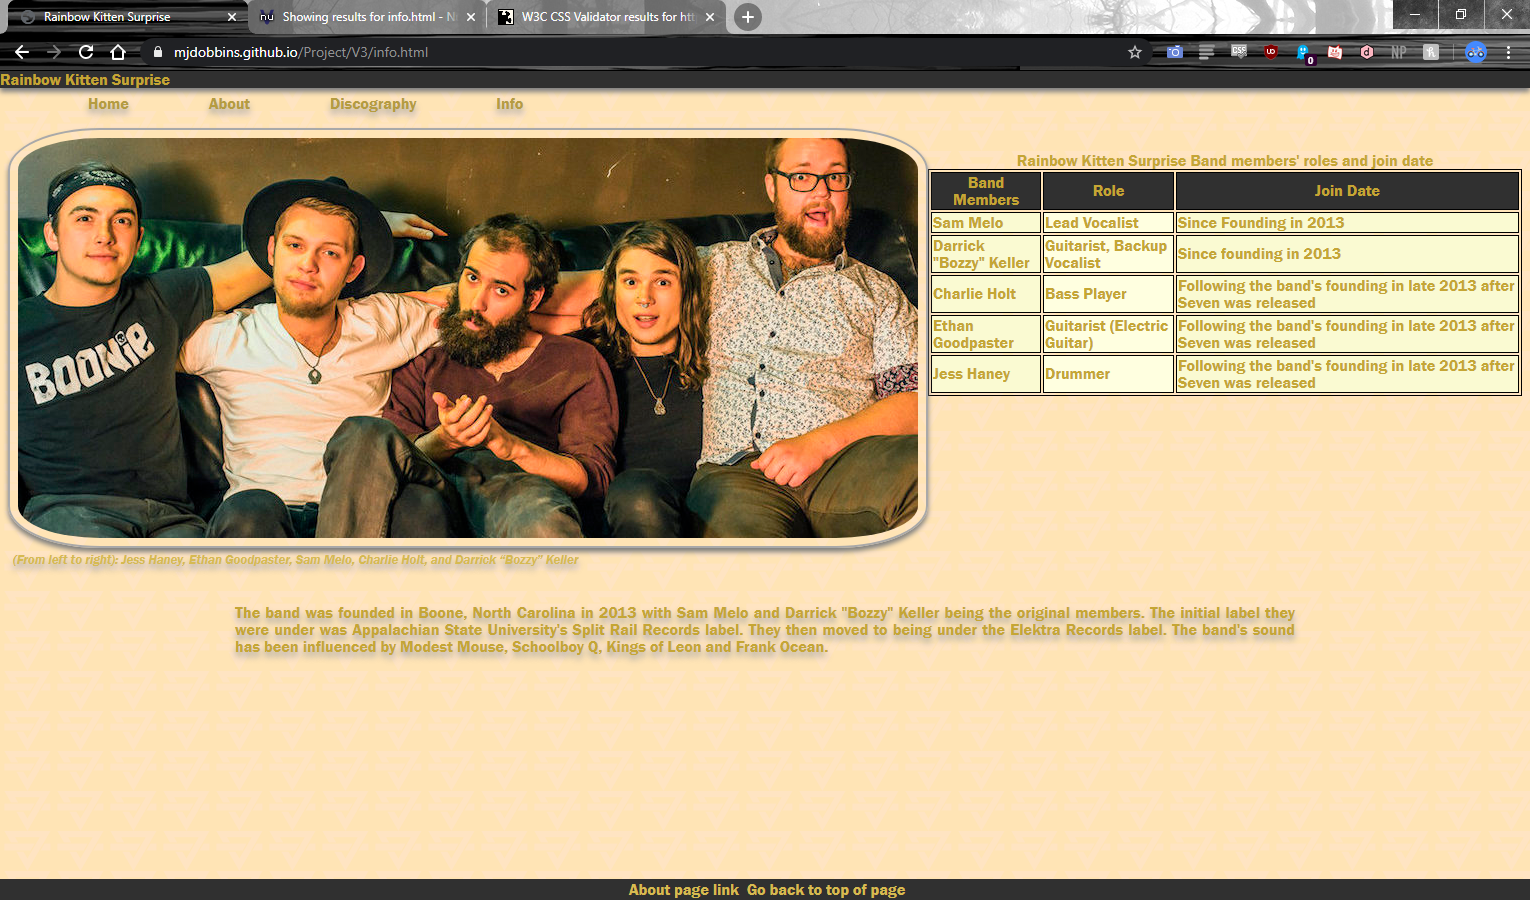 Rainbow Kitten Surprise
Showing results for info.html - N
W3C CSS Validator results for htt
mjdobbins.github.io/Project/V3/info.html
0
Rainbow Kitten Surprise
Home About Discography Info
BOONIE
Rainbow Kitten Surprise Band members' roles and join date
Band Members Role Join Date
Sam Melo Lead Vocalist Since Founding in 2013
Darrick "Bozzy" Keller Guitarist, Backup Vocalist Since founding in 2013
Charlie Holt Bass Player Following the band's founding in late 2013 after Seven was released
Ethan Goodpaster Guitarist (Electric Guitar) Following the band's founding in late 2013 after Seven was released
Jess Haney Drummer Following the band's founding in late 2013 after Seven was released
(From left to right): Jess Haney, Ethan Goodpaster, Sam Melo, Charlie Holt, and Darrick “Bozzy” Keller
The band was founded in Boone, North Carolina in 2013 with Sam Melo and Darrick "Bozzy" Keller being the original members. The initial label they
were under was Appalachian State University's Split Rail Records label. They then moved to being under the Elektra Records label. The band's sound
has been influenced by Modest Mouse, Schoolboy Q, Kings of Leon and Frank Ocean.
About page link Go back to top of page